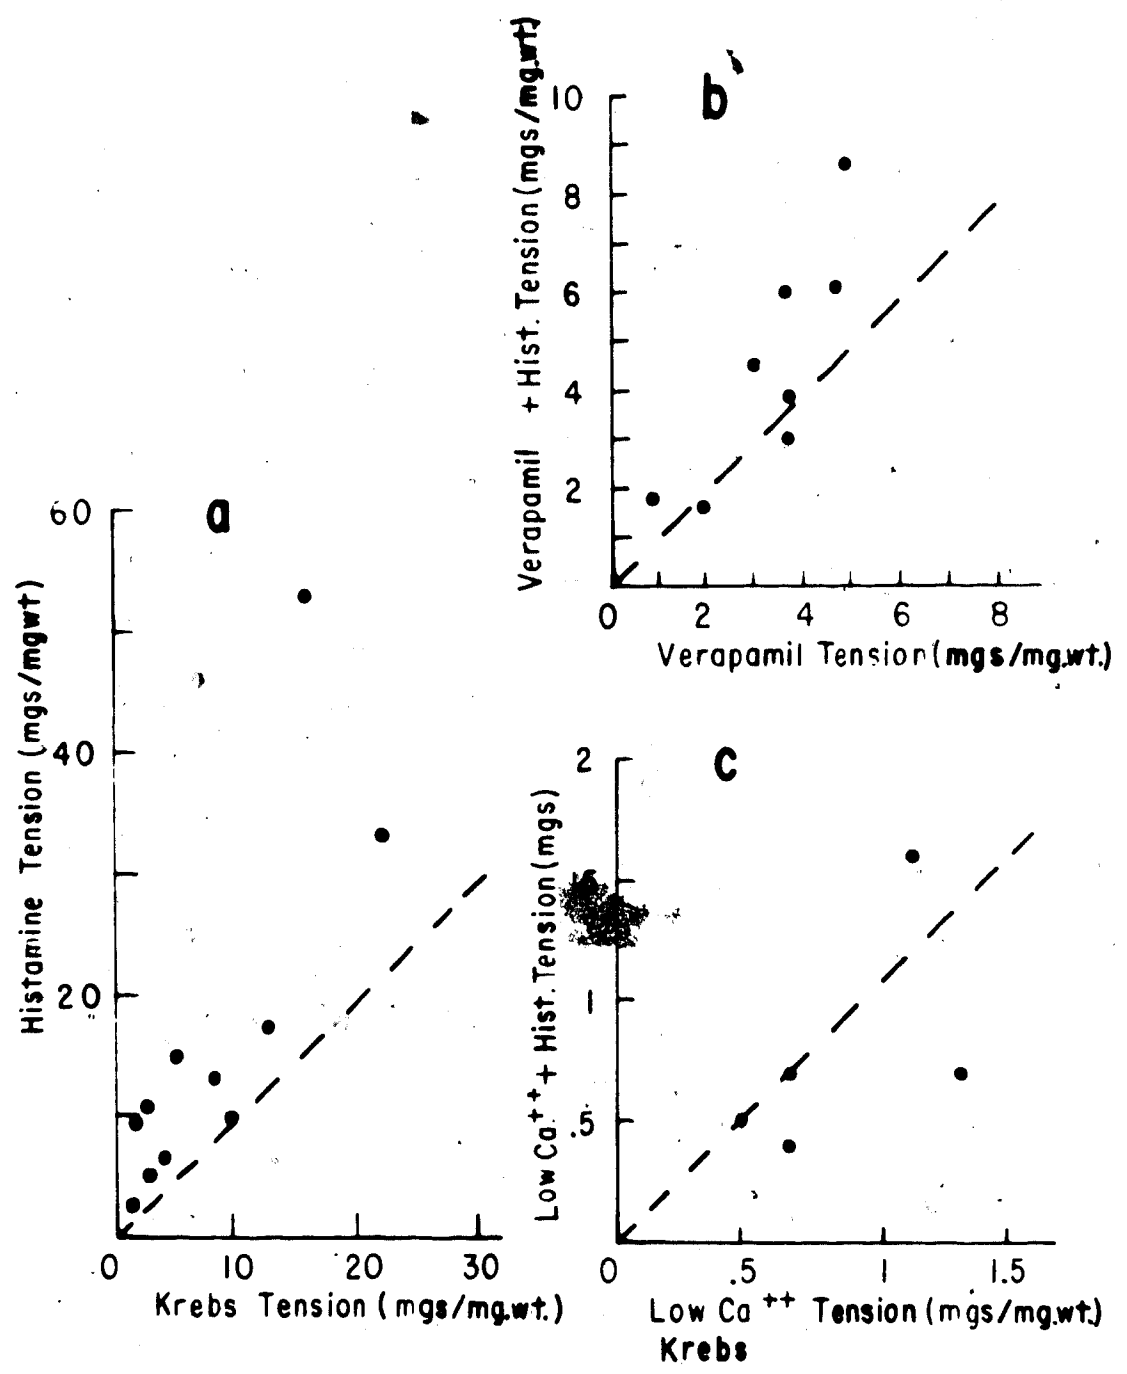 b
10
8
6
4
2
0 2 4 6 8
Verapamil + Hist. Tension (mgs/mg.wt)
Verapamil Tension (mgs/mg.wt.)
a
60
40
20
0 10 20 30
Histamine Tension (mgs/mgwt)
Krebs Tension (mgs/mg.wt.)
c
2
1
.5
0 .5 1 1.5
Low Ca++ + Hist. Tension (mgs)
Low Ca++ Tension (mgs/mg.wt.)
Krebs